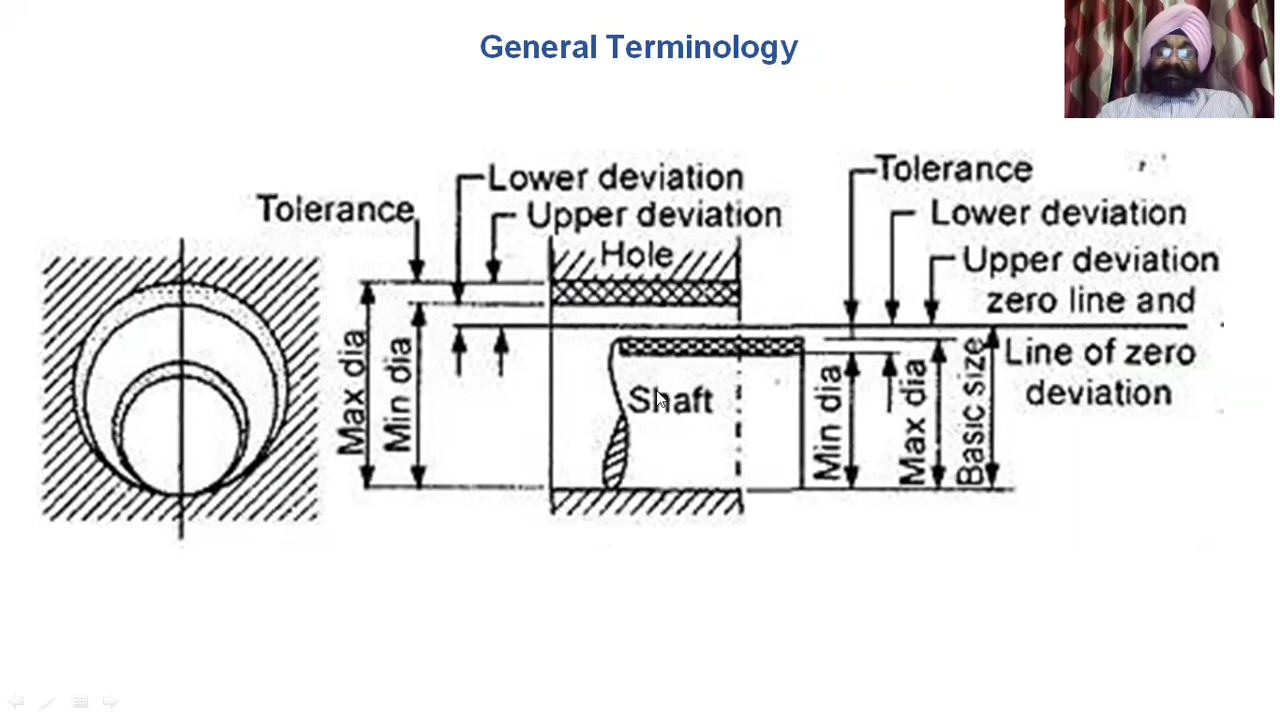 General Terminology
Tolerance
Lower deviation
Upper deviation
Hole
Max dia
Min dia
Shaft
Tolerance
Lower deviation
Upper deviation
zero line and
Line of zero
deviation
Min dia
Max dia
Basic size